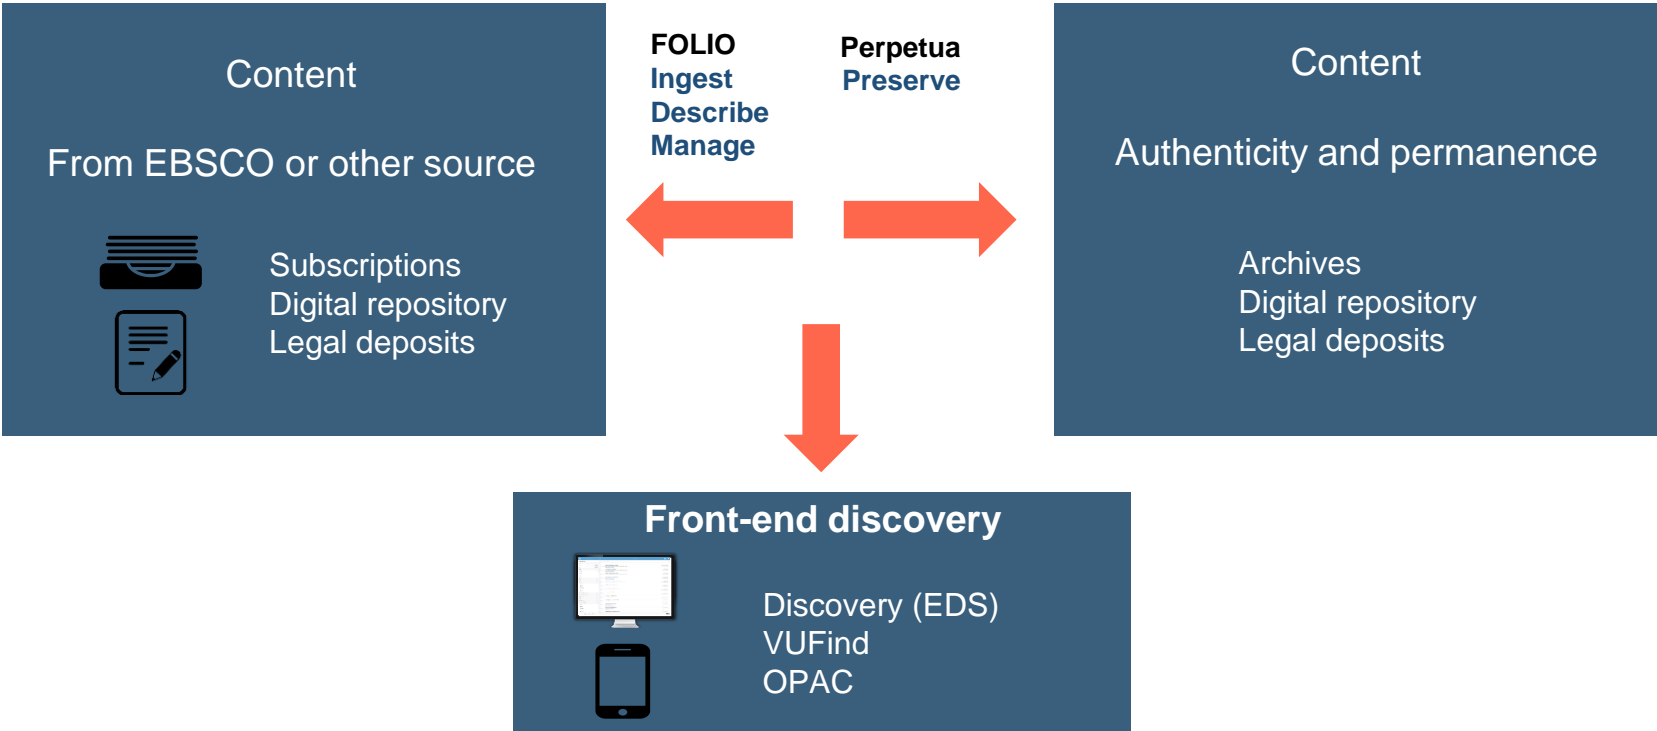 Content
From EBSCO or other source
Subscriptions
Digital repository
Legal deposits
FOLIO
Ingest
Describe
Manage
Perpetua
Preserve
Content
Authenticity and permanence
Archives
Digital repository
Legal deposits
Front-end discovery
Discovery (EDS)
VUFind
OPAC